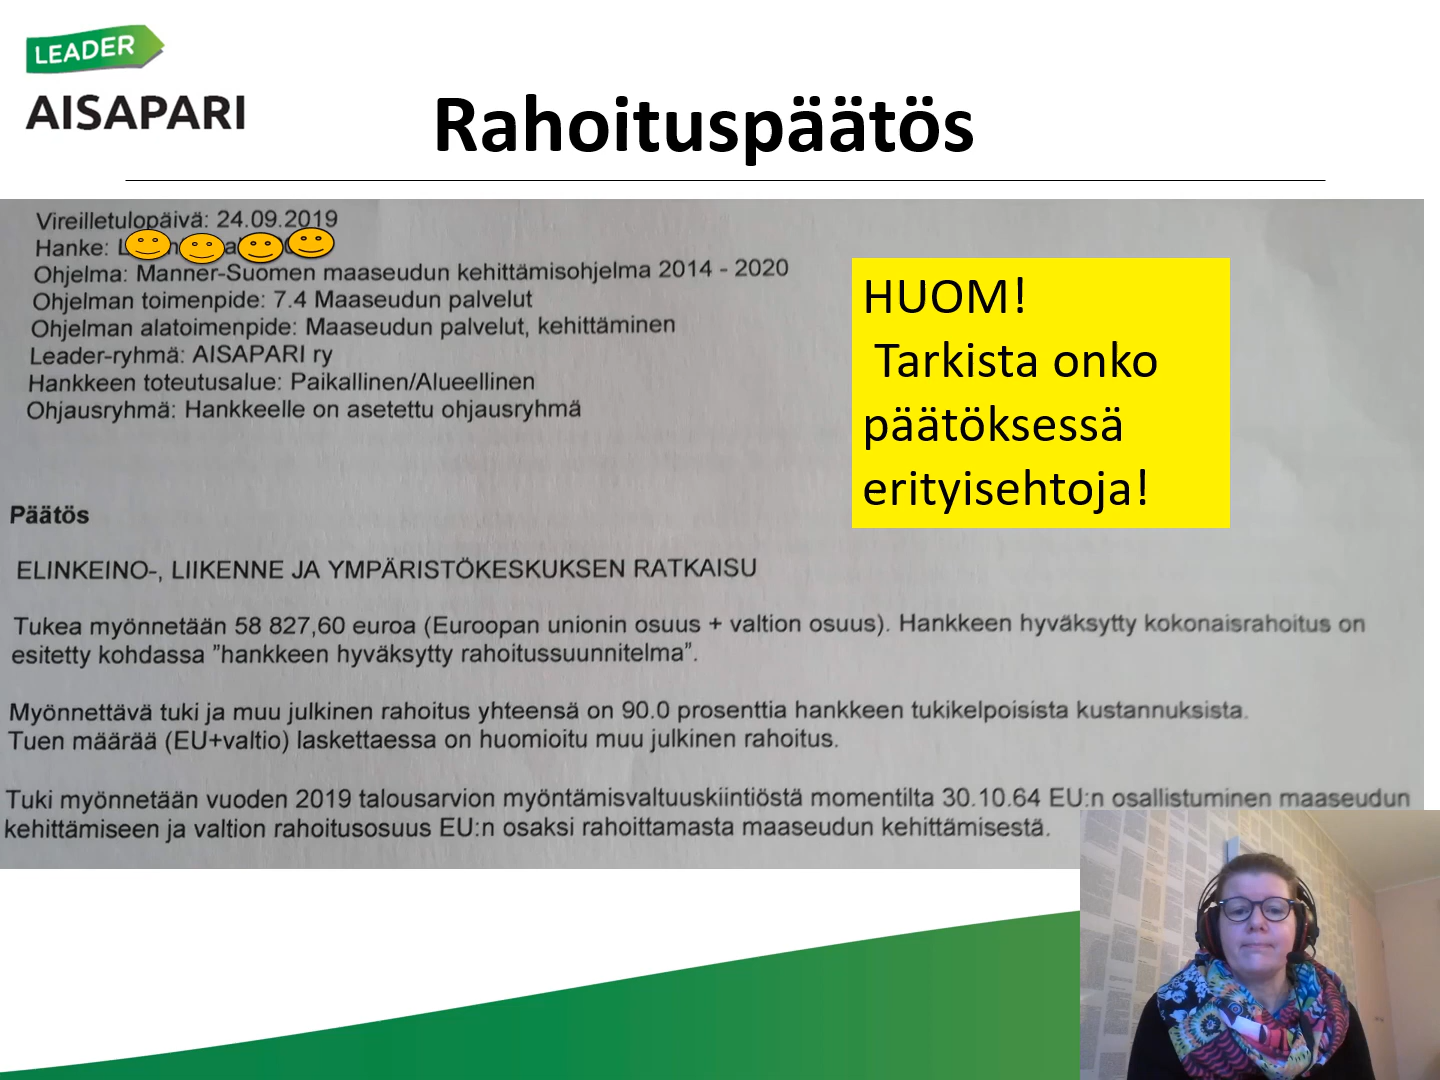 LEADER
AISAPARI
Rahoituspäätös
Vireilletulopäivä: 24.09.2019
Hanke:
Ohjelma: Manner-Suomen maaseudun kehittämisohjelma 2014 - 2020
Ohjelman toimenpide: 7.4 Maaseudun palvelut
Ohjelman alatoimenpide: Maaseudun palvelut, kehittäminen
Leader-ryhmä: AISAPARI ry
Hankkeen toteutusalue: Paikallinen/Alueellinen
Ohjausryhmä: Hankkeelle on asetettu ohjausryhmä
HUOM!
Tarkista onko
päätöksessä
erityisehtoja!
Päätös
ELINKEINO-, LIIKENNE JA YMPÄRISTÖKESKUKSEN RATKAISU
Tukea myönnetään 58 827,60 euroa (Euroopan unionin osuus + valtion osuus). Hankkeen hyväksytty kokonaisrahoitus on
esitetty kohdassa ”hankkeen hyväksytty rahoitussuunnitelma”.
Myönnettävä tuki ja muu julkinen rahoitus yhteensä on 90.0 prosenttia hankkeen tukikelpoisista kustannuksista.
Tuen määrää (EU+valtio) laskettaessa on huomioitu muu julkinen rahoitus.
Tuki myönnetään vuoden 2019 talousarvion myöntämisvaltuuskiintiöstä momentilta 30.10.64 EU:n osallistuminen maaseudun
kehittämiseen ja valtion rahoitusosuus EU:n osaksi rahoittamasta maaseudun kehittämisestä.